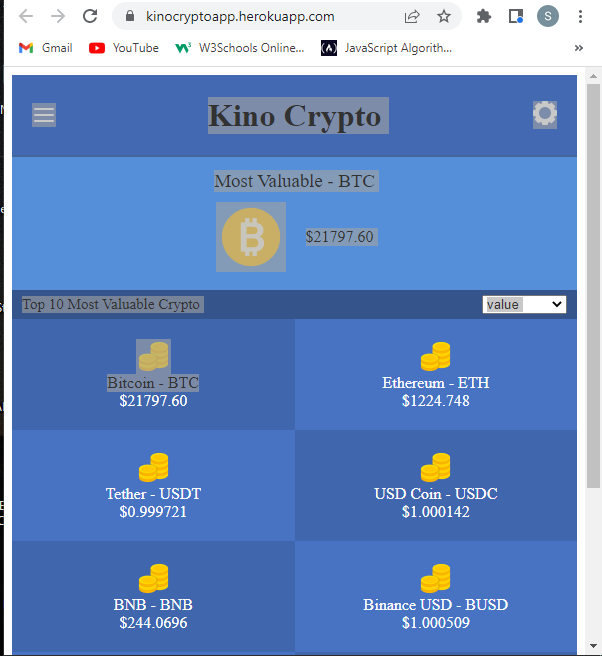 kinocryptoapp.herokuapp.com
S
Gmail
YouTube
W3Schools Online...
JavaScript Algorith...
»
Kino Crypto
Most Valuable - BTC
$21797.60
Top 10 Most Valuable Crypto
value
Bitcoin - BTC
$21797.60
Ethereum - ETH
$1224.748
Tether - USDT
$0.999721
USD Coin - USDC
$1.000142
BNB - BNB
$244.0696
Binance USD - BUSD
$1.000509